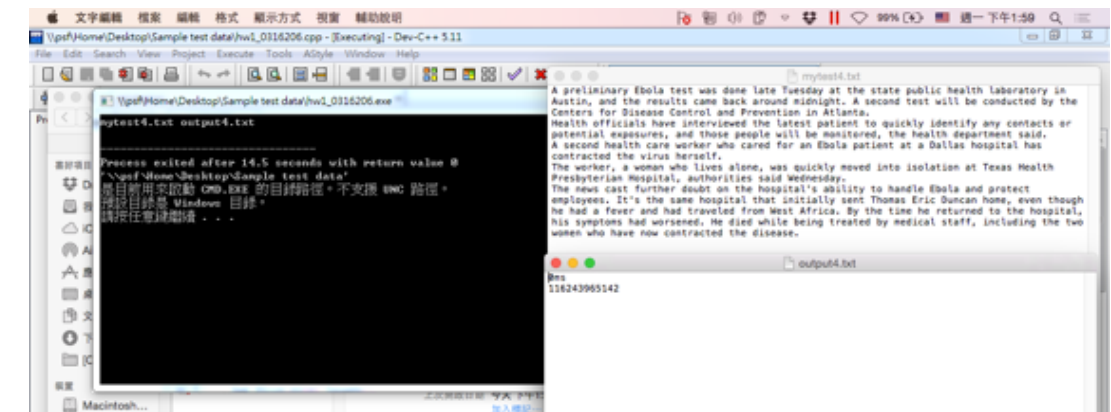 文字編輯 檔案 編輯 格式 顯示方式 視窗 輔助說明
99% 週一下午1:59
\\psf\Home\Desktop\Sample test data\hw1_0316206.cpp - [Executing] - Dev-C++ 5.11
File Edit Search View Project Execute Tools AStyle Window Help
\\psf\Home\Desktop\Sample test data\hw1_0316206.exe
mytest4.txt output4.txt
--------------------------------
Process exited after 14.5 seconds with return value 0
'\\psf\Home\Desktop\Sample test data'
是目前用來啟動 CMD.EXE 的目錄路徑。不支援 UNC 路徑。
預設目錄是 Windows 目錄。
請按任意鍵繼續 . . .
mytest4.txt
A preliminary Ebola test was done late Tuesday at the state public health laboratory in
Austin, and the results came back around midnight. A second test will be conducted by the
Centers for Disease Control and Prevention in Atlanta.
Health officials have interviewed the latest patient to quickly identify any contacts or
potential exposures, and those people will be monitored, the health department said.
A second health care worker who cared for an Ebola patient at a Dallas hospital has
contracted the virus herself.
The worker, a woman who lives alone, was quickly moved into isolation at Texas Health
Presbyterian Hospital, authorities said Wednesday.
The news cast further doubt on the hospital's ability to handle Ebola and protect
employees. It's the same hospital that initially sent Thomas Eric Duncan home, even though
he had a fever and had traveled from West Africa. By the time he returned to the hospital,
his symptoms had worsened. He died while being treated by medical staff, including the two
women who have now contracted the disease.
output4.txt
0ms
116243965142
Macintosh...